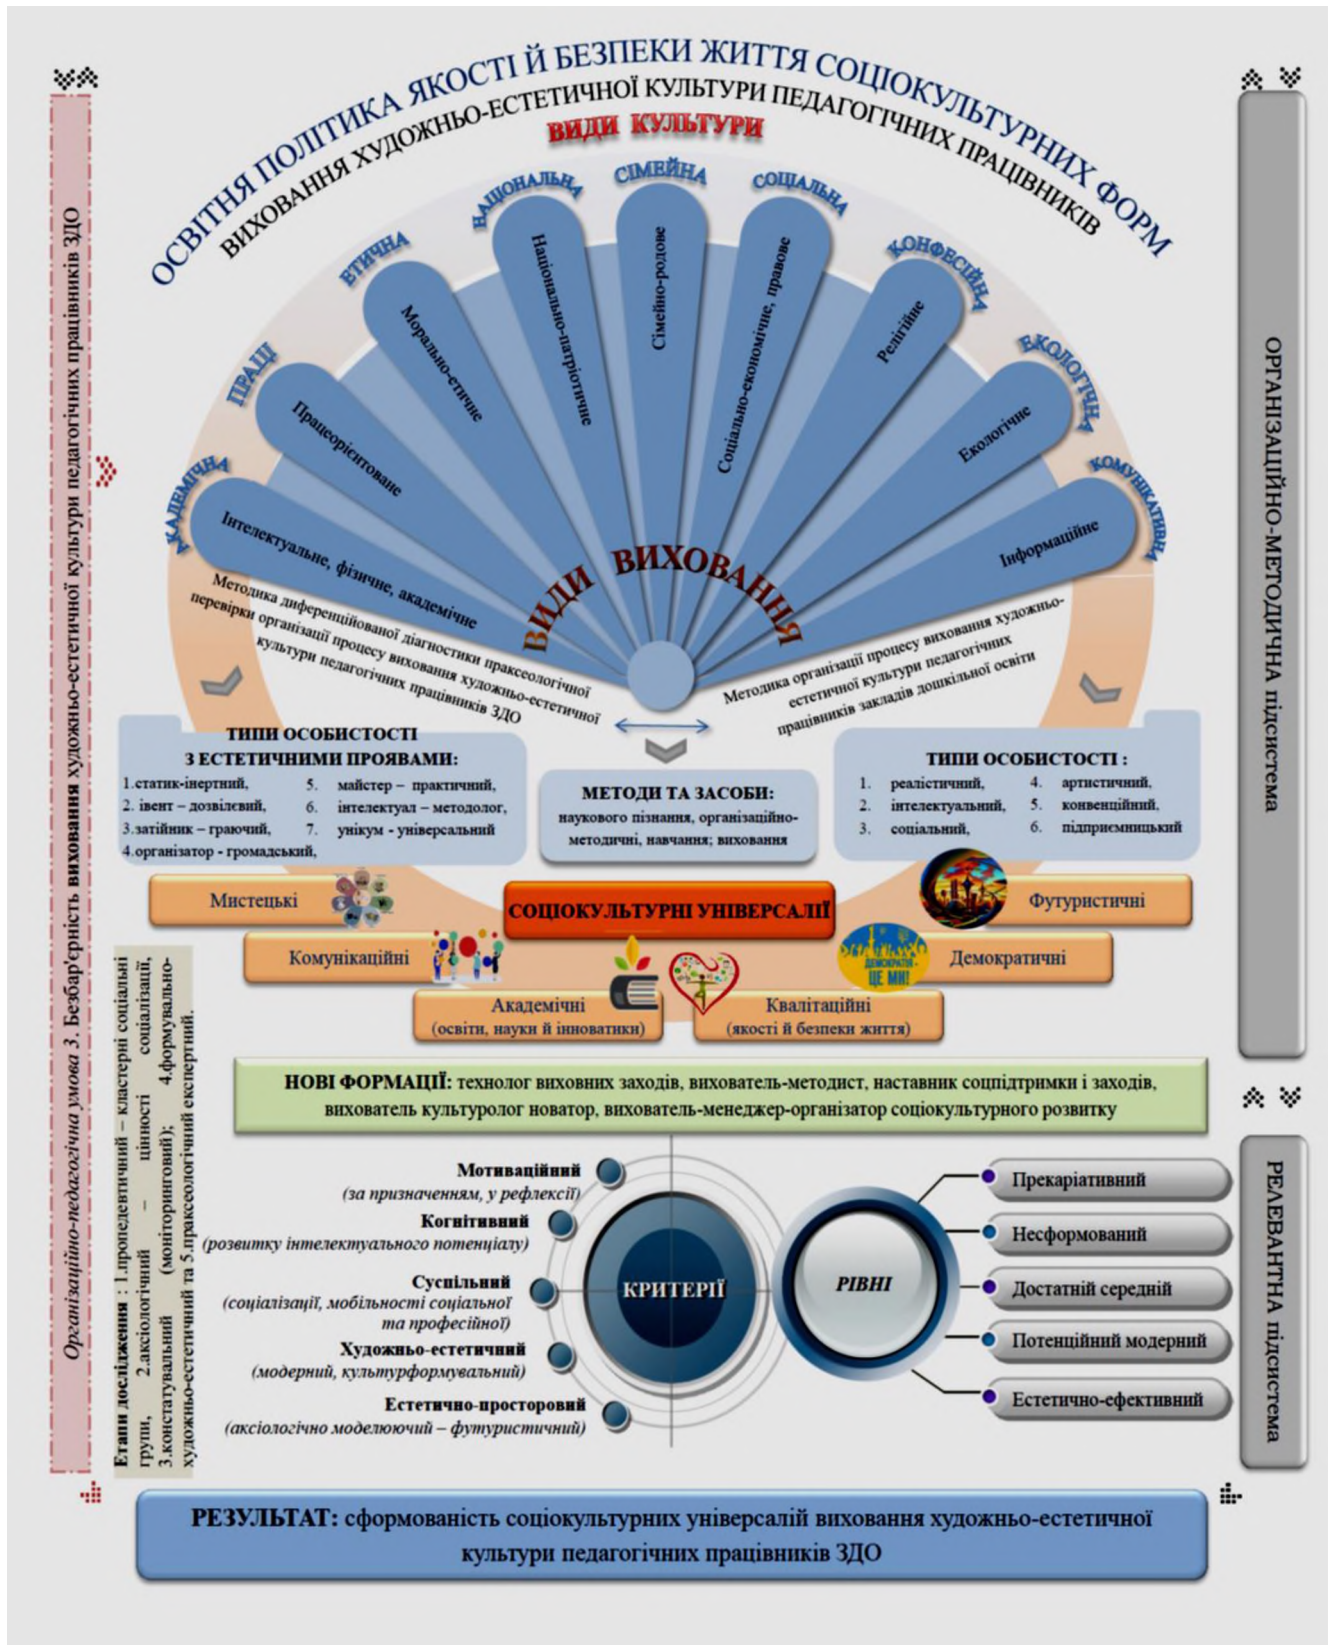 ОСВІТНЯ ПОЛІТИКА ЯКОСТІ Й БЕЗПЕКИ ЖИТТЯ СОЦІОКУЛЬТУРНИХ ФОРМ
ВИХОВАННЯ ХУДОЖНЬО-ЕСТЕТИЧНОЇ КУЛЬТУРИ ПЕДАГОГІЧНИХ ПРАЦІВНИКІВ
ВИДИ КУЛЬТУРИ
АКАДЕМІЧНА
ПРАЦІ
ЕТИЧНА
НАЦІОНАЛЬНА
СІМЕЙНА
СОЦІАЛЬНА
КОНФЕСІЙНА
ЕКОЛОГІЧНА
КОМУНІКАТИВНА
Інтелектуальне, фізичне, академічне
Працеорієнтоване
Морально-етичне
Національно-патріотичне
Сімейно-родове
Соціально-економічне, правове
Релігійне
Екологічне
Інформаційне
ВИДИ ВИХОВАННЯ
Методика диференційованої діагностики праксеологічної
перевірки організації процесу виховання художньо-естетичної
культури педагогічних працівників ЗДО
Методика організації процесу виховання художньо-
естетичної культури педагогічних
працівників закладів дошкільної освіти
ТИПИ ОСОБИСТОСТІ
З ЕСТЕТИЧНИМИ ПРОЯВАМИ:
1.статик-інертний,
2. івент – дозвілєвий,
3.затійник – граючий,
4.організатор - громадський,
5. майстер – практичний,
6. інтелектуал – методолог,
7. унікум - універсальний
МЕТОДИ ТА ЗАСОБИ:
наукового пізнання, організаційно-
методичні, навчання; виховання
ТИПИ ОСОБИСТОСТІ :
1. реалістичний,
2. інтелектуальний,
3. соціальний,
4. артистичний,
5. конвенційний,
6. підприємницький
СОЦІОКУЛЬТУРНІ УНІВЕРСАЛІЇ
Мистецькі
Комунікаційні
Академічні
(освіти, науки й інноватики)
Квалітаційні
(якості й безпеки життя)
ДЕМОКРАТІЯ -
ЦЕ МИ!
Демократичні
Футуристичні
НОВІ ФОРМАЦІЇ: технолог виховних заходів, вихователь-методист, наставник соцпідтримки і заходів,
вихователь культуролог новатор, вихователь-менеджер-організатор соціокультурного розвитку
Мотиваційний
(за призначенням, у рефлексії)
Когнітивний
(розвитку інтелектуального потенціалу)
Суспільний
(соціалізації, мобільності соціальної
та професійної)
Художньо-естетичний
(модерний, культурформувальний)
Естетично-просторовий
(аксіологічно моделюючий – футуристичний)
КРИТЕРІЇ
РІВНІ
Прекаріативний
Несформований
Достатній середній
Потенційний модерний
Естетично-ефективний
РЕЗУЛЬТАТ: сформованість соціокультурних універсалій виховання художньо-естетичної
культури педагогічних працівників ЗДО
Організаційно-педагогічна умова 3. Безбар'єрність виховання художньо-естетичної культури педагогічних працівників ЗДО
Етапи дослідження : 1.пропедевтичний – кластерні соціальні
групи, 2.аксіологічний – цінності соціалізації,
3.констатувальний (моніторинговий); 4.формувально-
художньо-естетичний та 5.праксеологічний експертний.
ОРГАНІЗАЦІЙНО-МЕТОДИЧНА підсистема
РЕЛЕВАНТНА підсистема